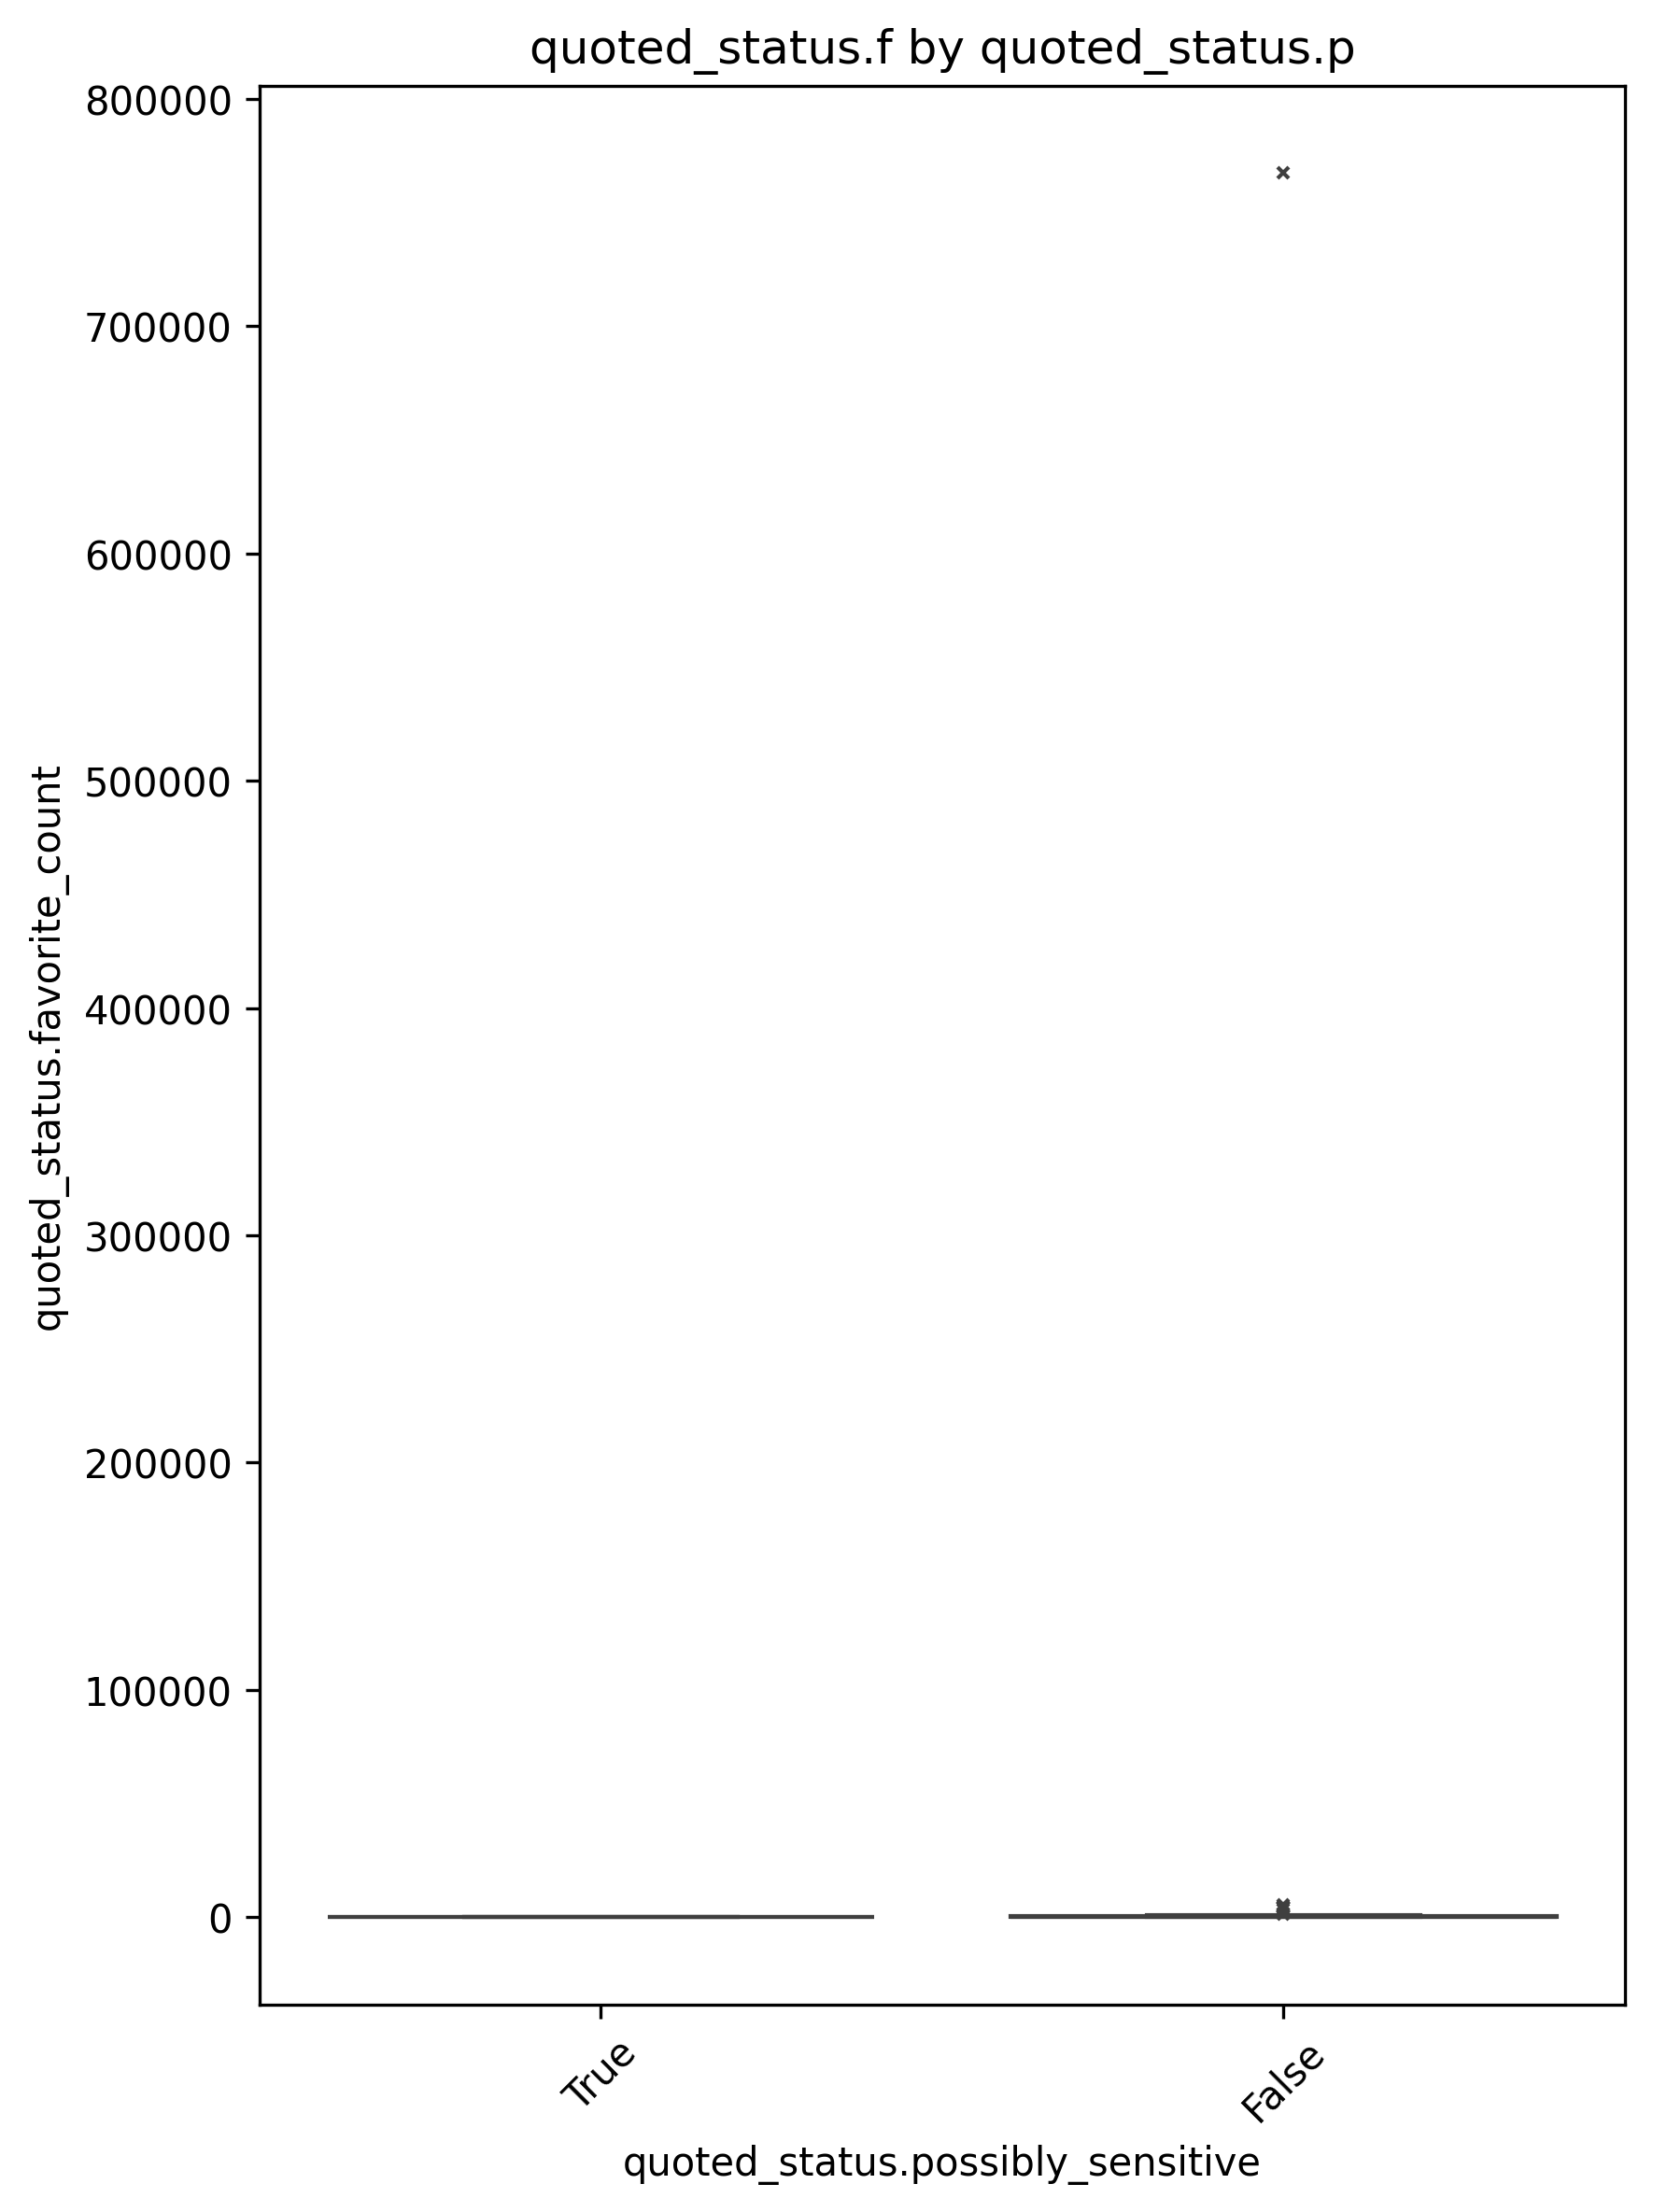 quoted_status.f by quoted_status.p
800000
700000
600000
500000
400000
300000
200000
100000
0
quoted_status.favorite_count
True
False
quoted_status.possibly_sensitive